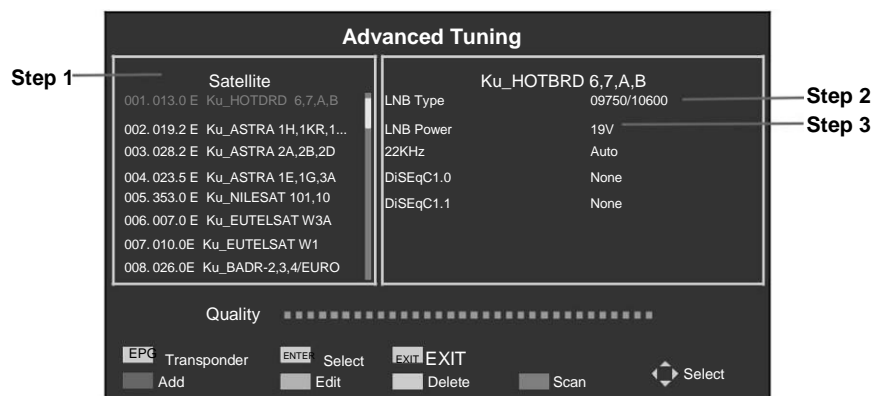 Advanced Tuning
Step 1
Satellite
001. 013.0 E Ku_HOTDRD 6,7,A,B
002. 019.2 E Ku_ASTRA 1H,1KR,1...
003. 028.2 E Ku_ASTRA 2A,2B,2D
004. 023.5 E Ku_ASTRA 1E,1G,3A
005. 353.0 E Ku_NILESAT 101,10
006. 007.0 E Ku_EUTELSAT W3A
007. 010.0E Ku_EUTELSAT W1
008. 026.0E Ku_BADR-2,3,4/EURO
Ku_HOTBRD 6,7,A,B
LNB Type 09750/10600
Step 2
LNB Power 19V
Step 3
22KHz Auto
DiSEqC1.0 None
DiSEqC1.1 None
Quality
EPG Transponder ENTER Select EXIT EXIT
Add Edit Delete Scan Select